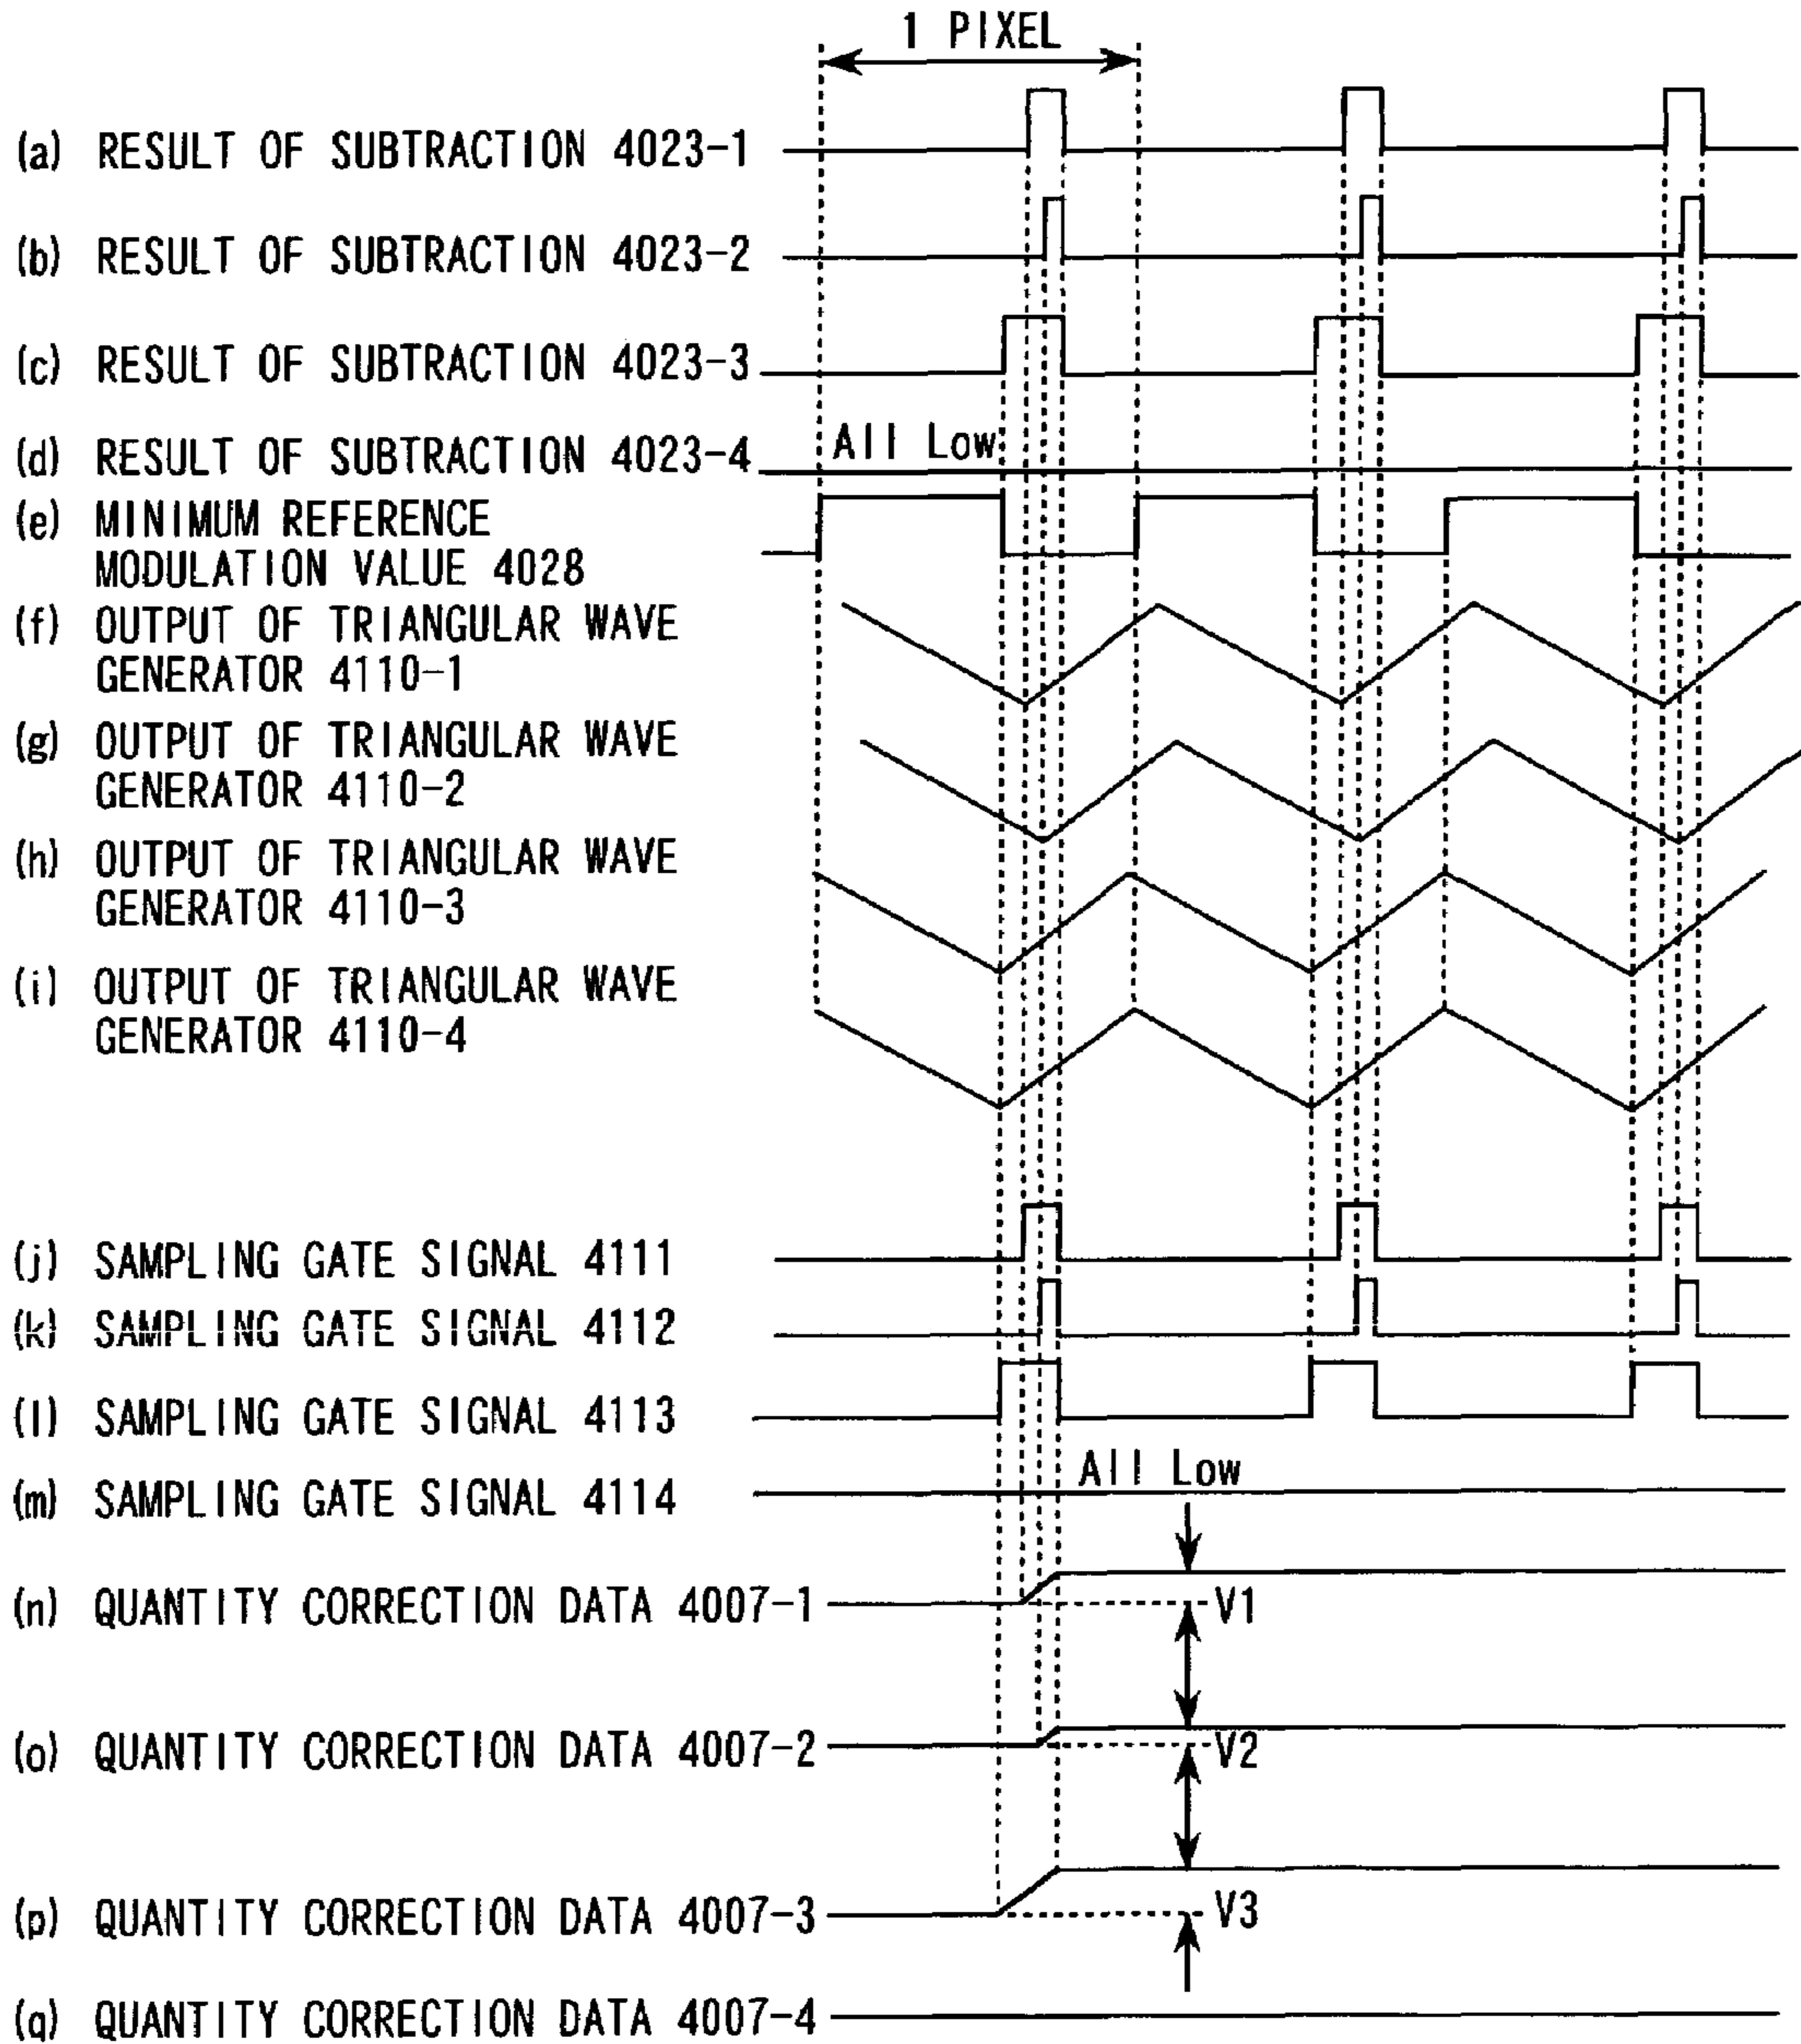 1 PIXEL
(a) RESULT OF SUBTRACTION 4023-1
(b) RESULT OF SUBTRACTION 4023-2
(c) RESULT OF SUBTRACTION 4023-3
(d) RESULT OF SUBTRACTION 4023-4
All Low
(e) MINIMUM REFERENCE
MODULATION VALUE 4028
(f) OUTPUT OF TRIANGULAR WAVE
GENERATOR 4110-1
(g) OUTPUT OF TRIANGULAR WAVE
GENERATOR 4110-2
(h) OUTPUT OF TRIANGULAR WAVE
GENERATOR 4110-3
(i) OUTPUT OF TRIANGULAR WAVE
GENERATOR 4110-4
(j) SAMPLING GATE SIGNAL 4111
(k) SAMPLING GATE SIGNAL 4112
(l) SAMPLING GATE SIGNAL 4113
(m) SAMPLING GATE SIGNAL 4114
All Low
(n) QUANTITY CORRECTION DATA 4007-1
V1
(o) QUANTITY CORRECTION DATA 4007-2
V2
(p) QUANTITY CORRECTION DATA 4007-3
V3
(q) QUANTITY CORRECTION DATA 4007-4